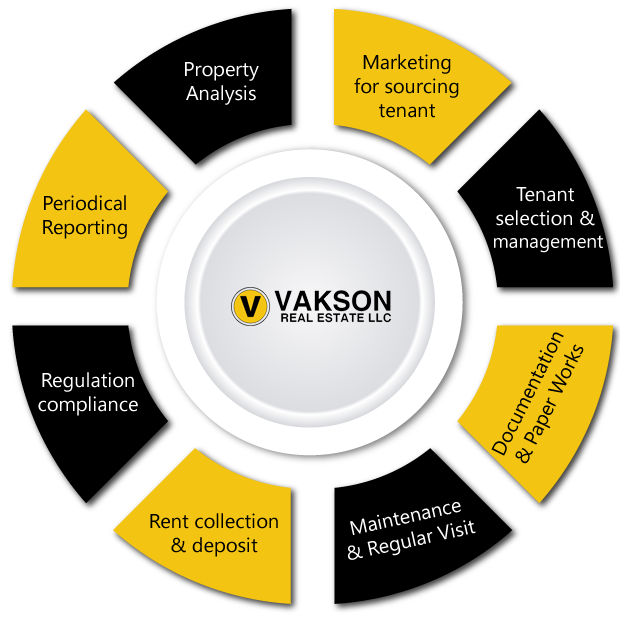 Property
Analysis
Marketing
for sourcing
tenant
Tenant
selection &
management
Documentation
& Paper Works
Maintenance
& Regular Visit
Rent collection
& deposit
Regulation
compliance
Periodical
Reporting
V VAKSON
REAL ESTATE LLC